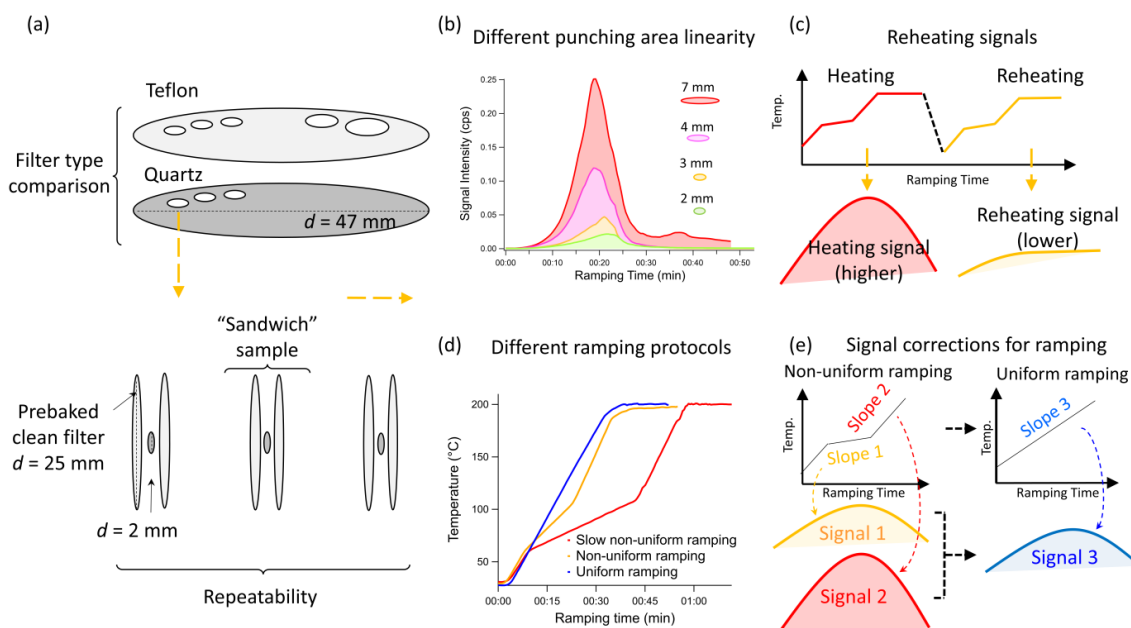 (a)
Teflon
Filter type
comparison
Quartz
d = 47 mm
“Sandwich”
sample
Prebaked
clean filter
d = 25 mm
d = 2 mm
Repeatability
(b)
Different punching area linearity
Signal Intensity (cps)
0.25
0.20
0.15
0.10
0.05
0.00
00:00 00:10 00:20 00:30 00:40 00:50
Ramping Time (min)
7 mm
4 mm
3 mm
2 mm
(c)
Reheating signals
Temp.
Heating
Reheating
Ramping Time
Heating signal
(higher)
Reheating signal
(lower)
(d)
Different ramping protocols
Temperature (°C)
200
150
100
50
Slow non-uniform ramping
Non-uniform ramping
Uniform ramping
00:00 00:15 00:30 00:45 01:00
Ramping time (min)
(e)
Signal corrections for ramping
Non-uniform ramping
Temp.
Slope 2
Slope 1
Ramping Time
Uniform ramping
Temp.
Slope 3
Ramping Time
Signal 1
Signal 2
Signal 3